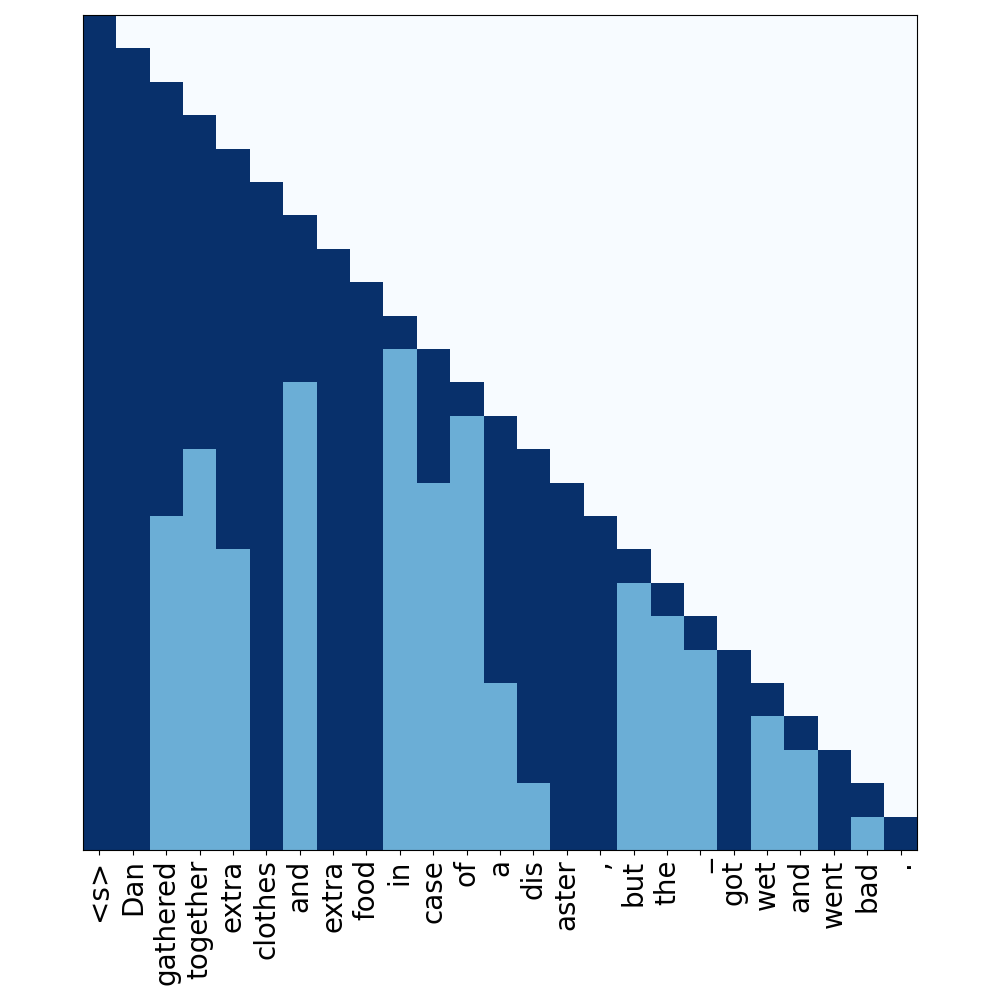 <s> Dan gathered together extra clothes and extra food in case of a dis aster , but the _ got wet and went bad .